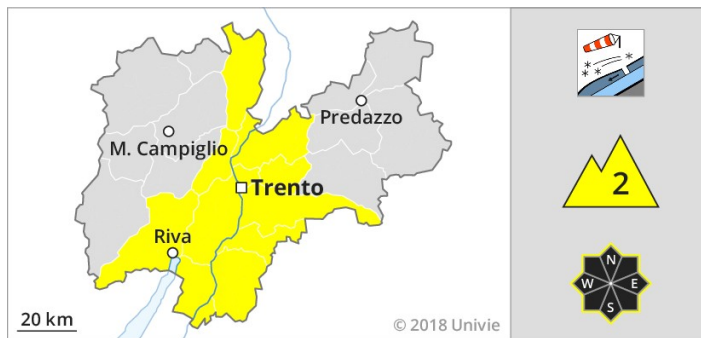 Predazzo
M. Campiglio
Trento
Riva
20 km
© 2018 Univie
2
N
W E
S